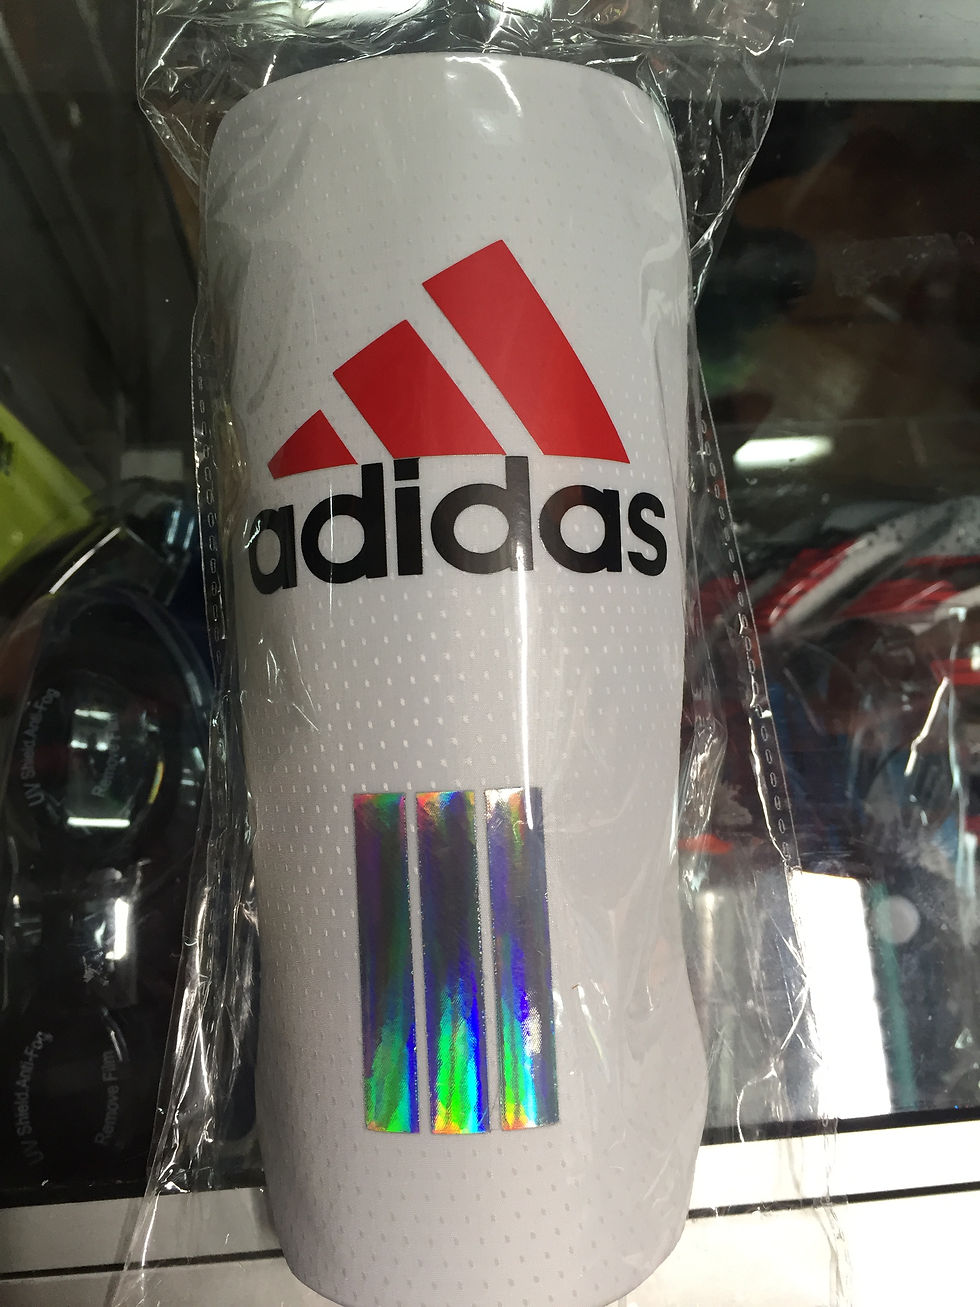 adidas
UV Shield Anti-Fog
Remove Film
UV Shield Anti-Fog
Remove Film